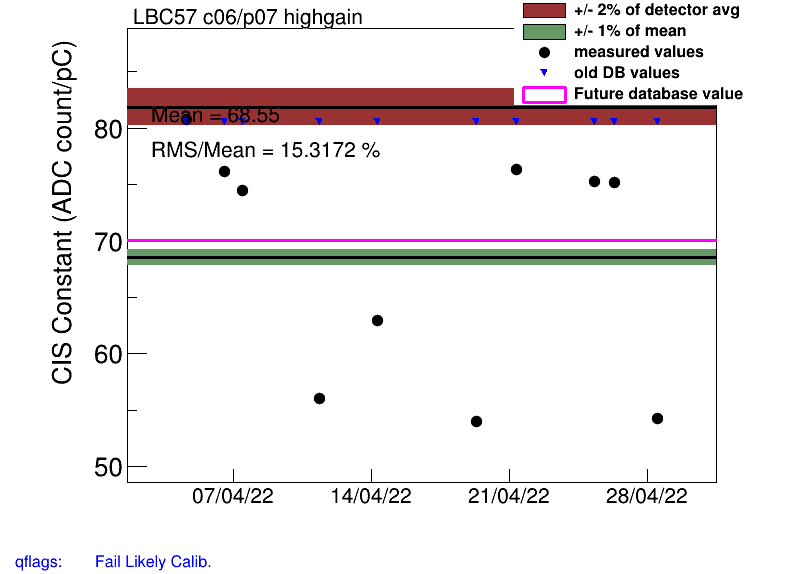 LBC57 c06/p07 highgain
+/- 2% of detector avg
+/- 1% of mean
measured values
old DB values
Future database value
CIS Constant (ADC count/pC)
Mean = 68.55
RMS/Mean = 15.3172 %
80
70
60
50
07/04/22
14/04/22
21/04/22
28/04/22
qflags: Fail Likely Calib.